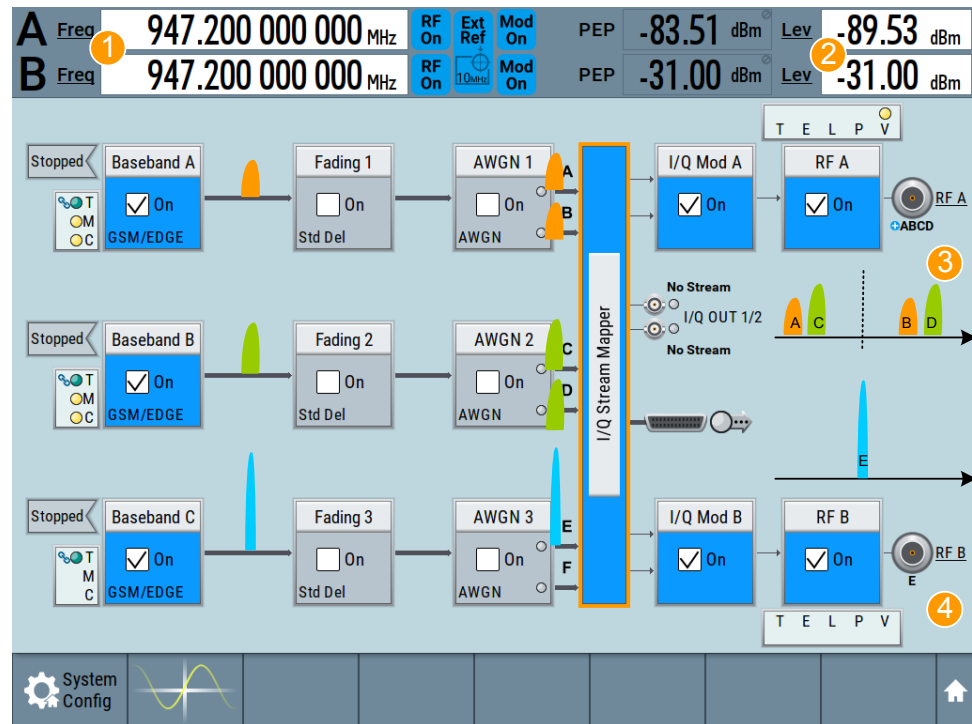 A Freq 1 947.200 000 000 MHz RF On Ext Ref Mod On PEP -83.51 dBm Lev 2 -89.53 dBm
B Freq 947.200 000 000 MHz RF On 10MHz Mod On PEP -31.00 dBm Lev -31.00 dBm
T E L P V
Stopped Baseband A Fading 1 AWGN 1 A I/Q Mod A RF A
T On On On B On On RF A
M
C GSM/EDGE Std Del AWGN +ABCD
3
No Stream
I/Q OUT 1/2 A C B D
No Stream
Stopped Baseband B Fading 2 AWGN 2 C
T On On On D
M
C GSM/EDGE Std Del AWGN
I/Q Stream Mapper
E
Stopped Baseband C Fading 3 AWGN 3 E I/Q Mod B RF B
T On On On F On On RF B
M E
C GSM/EDGE Std Del AWGN
4
T E L P V
System
Config